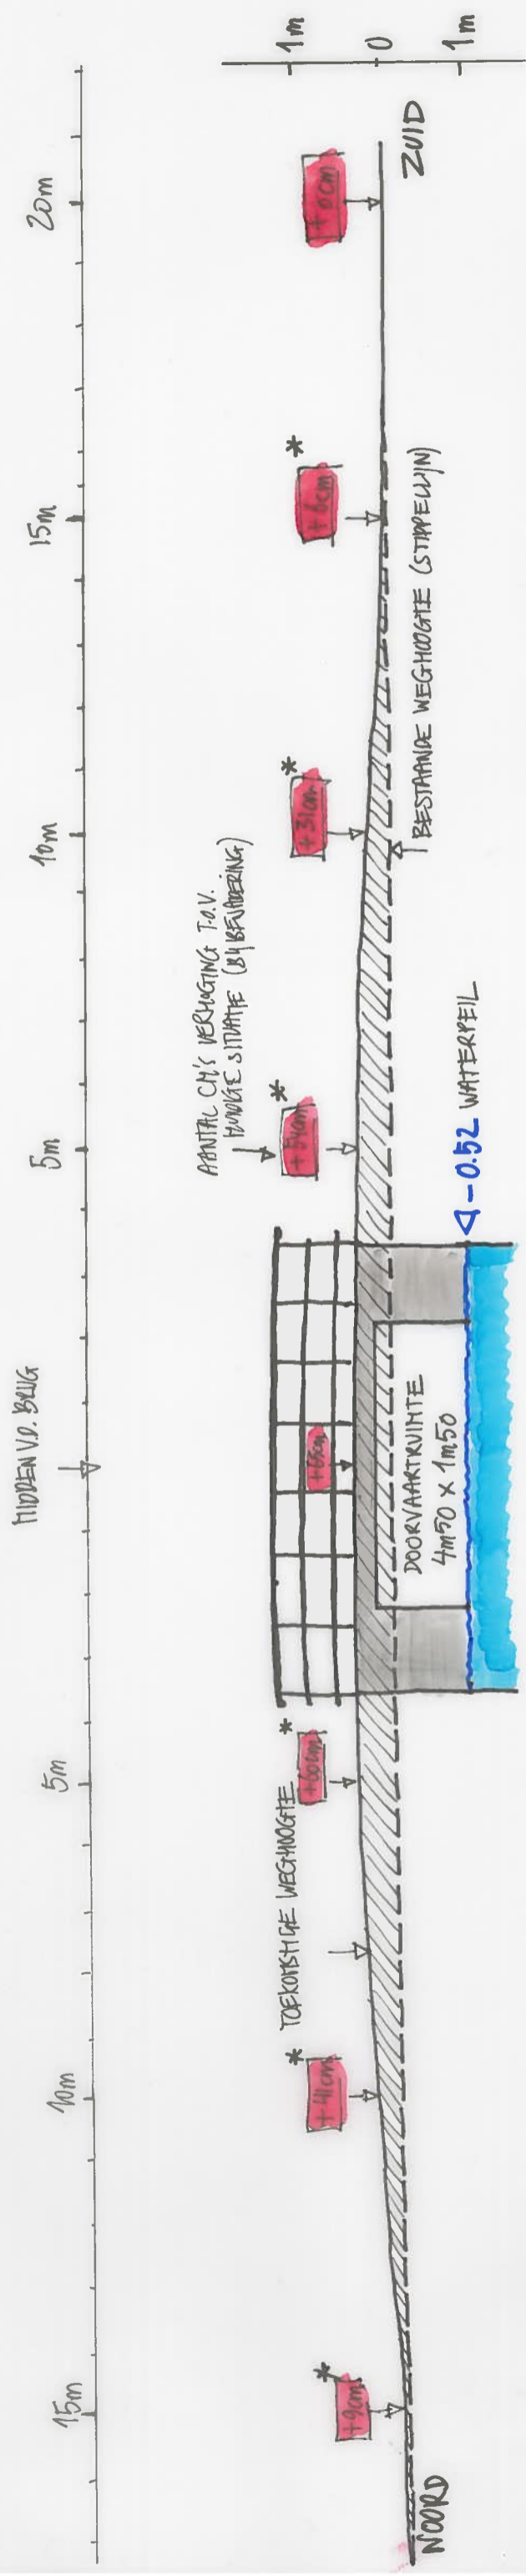 MIDDEN V.D. BRUG
15m
10m
5m
5m
10m
15m
20m
AANTAL CM'S VERHOGING T.O.V.
HUIDIGE SITUATIE (BIJ BENADERING)
TOEKOMSTIGE WEGHOOGTE
+9cm *
+41cm *
+60cm *
+65cm
+54cm *
+31cm *
+6cm *
+0cm
1m
0
1m
DOORVAARTRUIMTE
4m50 x 1m50
-0.52 WATERPEIL
BESTAANDE WEGHOOGTE (STIPPELLIJN)
NOORD
ZUID